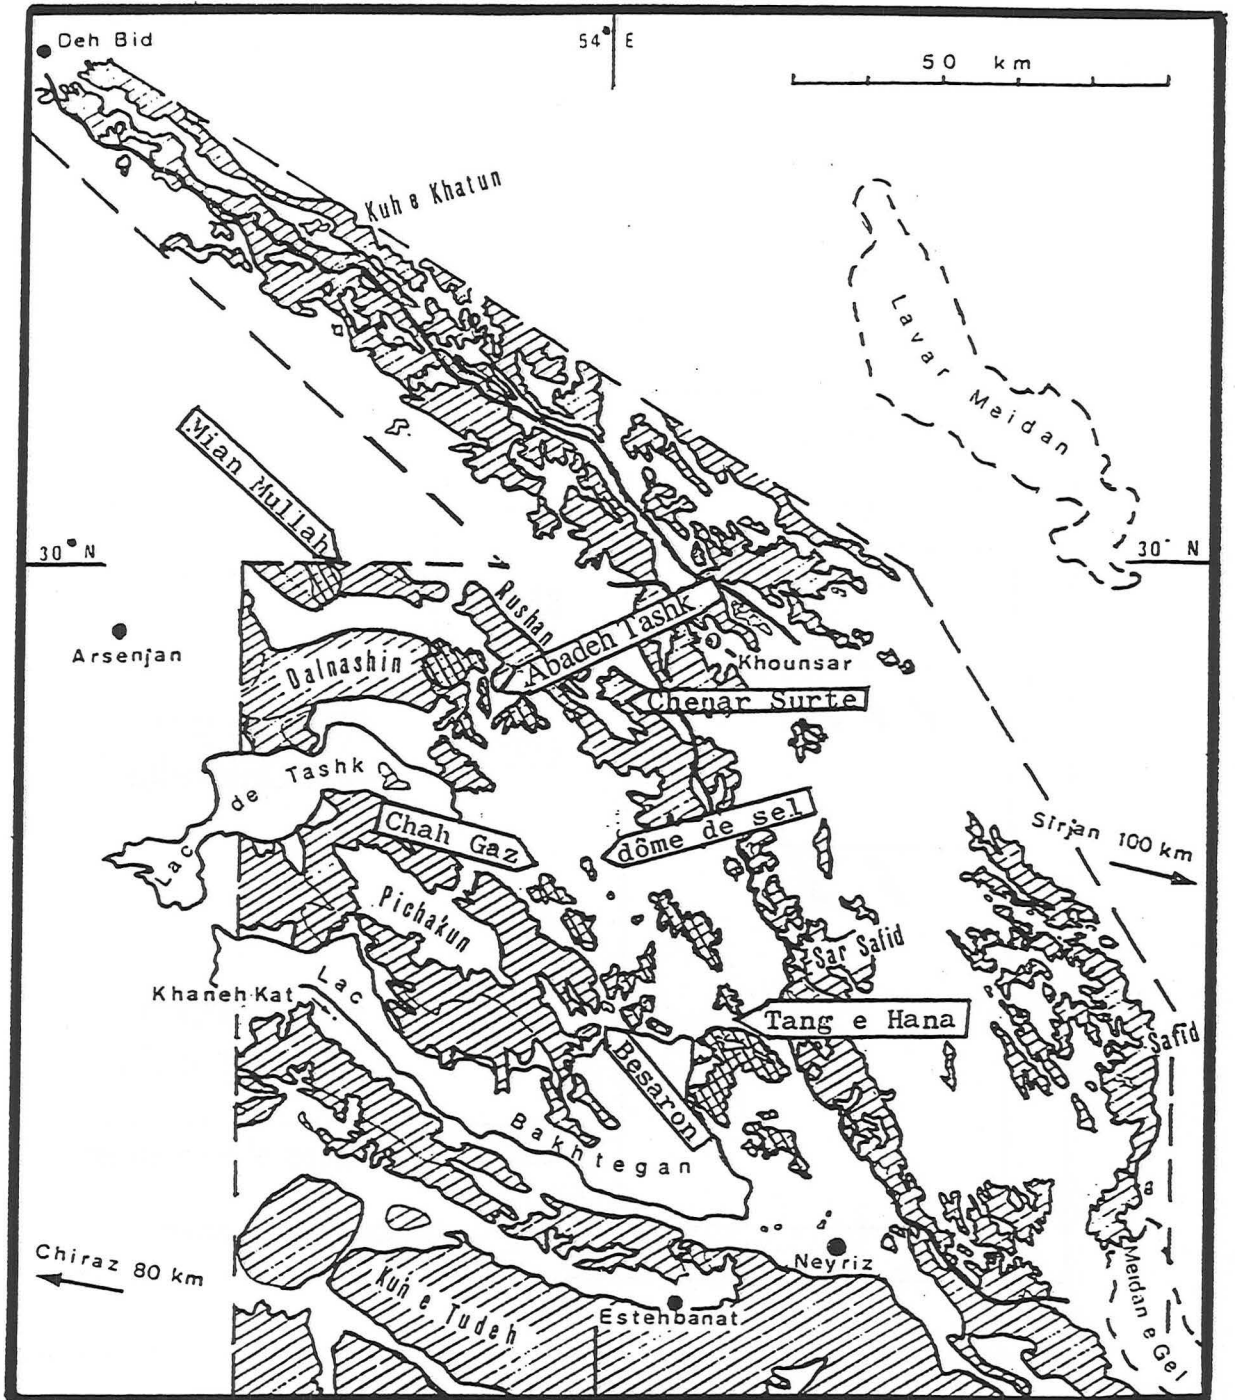 Deh Bid
54° E
50 km
Kuh e Khatun
Lavar Meidan
Mian Mullah
30° N
30° N
Arsenjan
Rushan
Abadeh Tashk
Khounsar
Dalnashin
Chenar Surte
Lac de Tashk
Chah Gaz
dôme de sel
Sirjan 100 km
Pichakun
Sar Safid
Lac Bakhtegan
Khaneh Kat
Tang e Hana
Safid
Besaron
Chiraz 80 km
Neyriz
Kuh e Tudeh
Estehbanat
Meidan e Gel